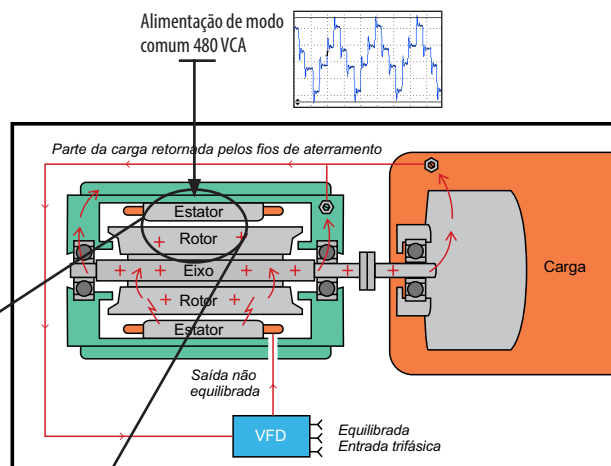 Alimentação de modo
comum 480 VCA
Parte da carga retornada pelos fios de aterramento
Estator
Rotor
Eixo
Rotor
Estator
Carga
Saída não
equilibrada
VFD
Equilibrada
Entrada trifásica